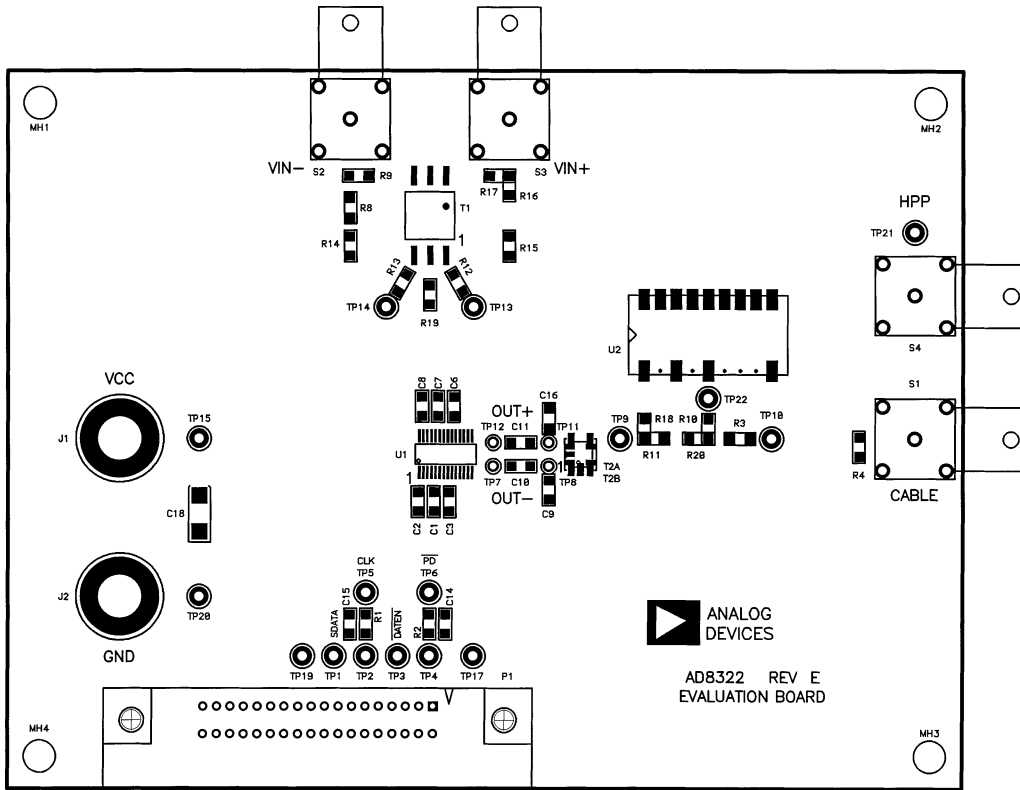 MH1
MH2
VIN-
S2
S3
VIN+
R9
R17
R16
R8
T1
R14
1
R15
R13
R12
TP14
TP13
R19
HPP
TP21
S4
U2
S1
VCC
TP15
J1
C8
C7
C6
C16
OUT+
TP12
C11
TP11
TP9
R18
R10
TP22
R3
TP10
U1
R11
R20
R4
1
TP7
C10
1
TP8
T2A
T2B
OUT-
C9
CABLE
C18
C2
C1
C3
J2
TP20
GND
CLK
TP5
PD
TP6
SDATA
C15
R1
DATEN
R2
C14
TP19
TP1
TP2
TP3
TP4
TP17
P1
ANALOG
DEVICES
AD8322 REV E
EVALUATION BOARD
MH4
MH3